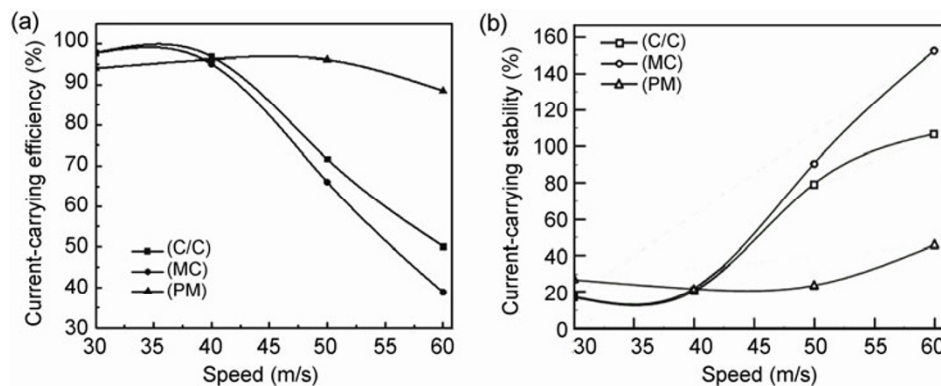 (a)
Current-carrying efficiency (%)
100
90
80
70
60
50
40
30
(C/C)
(MC)
(PM)
30 35 40 45 50 55 60
Speed (m/s)
(b)
Current-carrying stability (%)
160
140
120
100
80
60
40
20
0
(C/C)
(MC)
(PM)
30 35 40 45 50 55 60
Speed (m/s)